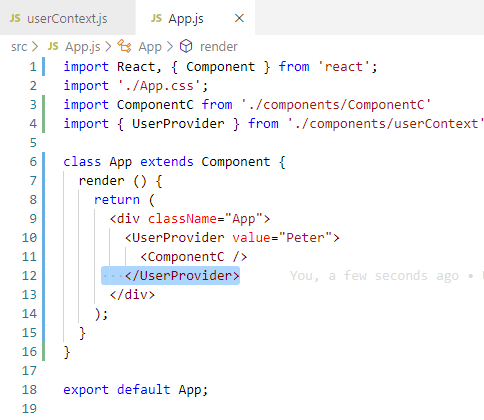 JS userContext.js JS App.js ×
src > JS App.js > App > render
1 import React, { Component } from 'react';
2 import './App.css';
3 import ComponentC from './components/ComponentC'
4 import { UserProvider } from './components/userContext'
5
6 class App extends Component {
7 render () {
8 return (
9 <div className="App">
10 <UserProvider value="Peter">
11 <ComponentC />
12 </UserProvider> You, a few seconds ago •
13 </div>
14 );
15 }
16 }
17
18 export default App;
19